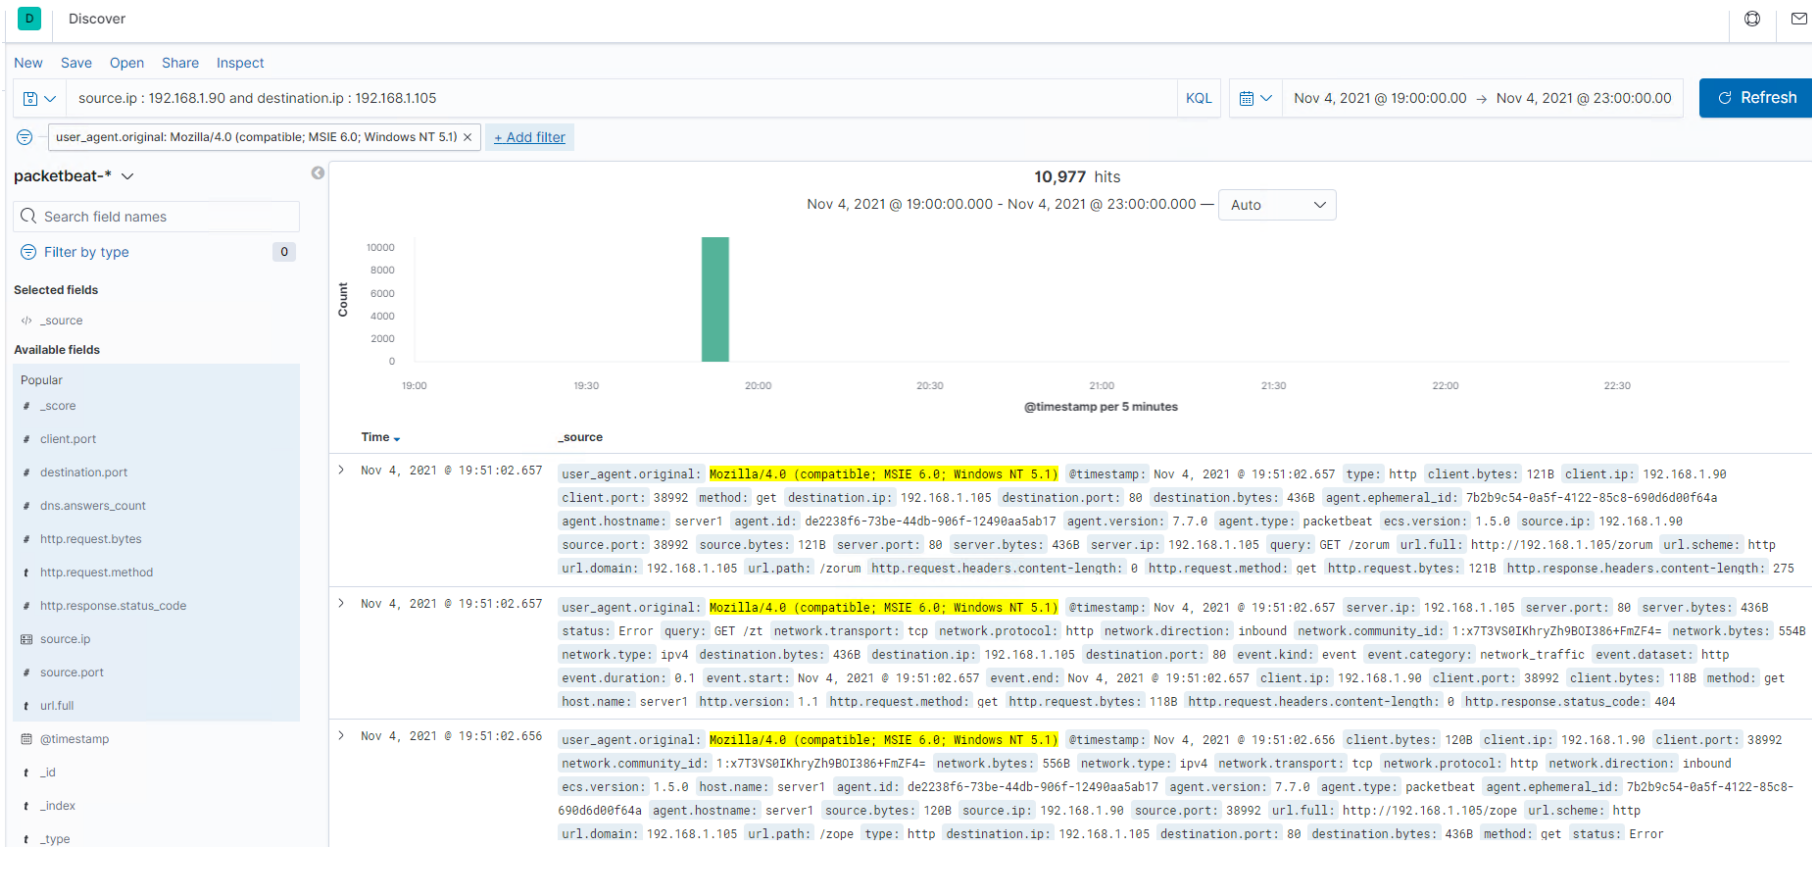 D Discover
New Save Open Share Inspect
source.ip : 192.168.1.90 and destination.ip : 192.168.1.105 KQL Nov 4, 2021 @ 19:00:00.00 → Nov 4, 2021 @ 23:00:00.00 Refresh
user_agent.original: Mozilla/4.0 (compatible; MSIE 6.0; Windows NT 5.1) × + Add filter
packetbeat-*
Search field names
Filter by type 0
Selected fields
</> _source
Available fields
Popular
# _score
# client.port
# destination.port
# dns.answers_count
# http.request.bytes
t http.request.method
# http.response.status_code
source.ip
# source.port
t url.full
@timestamp
t _id
t _index
t _type
10,977 hits
Nov 4, 2021 @ 19:00:00.000 - Nov 4, 2021 @ 23:00:00.000 — Auto
Count
10000
8000
6000
4000
2000
0
19:00 19:30 20:00 20:30 21:00 21:30 22:00 22:30
@timestamp per 5 minutes
Time _source
Nov 4, 2021 @ 19:51:02.657 user_agent.original: Mozilla/4.0 (compatible; MSIE 6.0; Windows NT 5.1) @timestamp: Nov 4, 2021 @ 19:51:02.657 type: http client.bytes: 121B client.ip: 192.168.1.90
client.port: 38992 method: get destination.ip: 192.168.1.105 destination.port: 80 destination.bytes: 436B agent.ephemeral_id: 7b2b9c54-0a5f-4122-85c8-690d6d00f64a
agent.hostname: server1 agent.id: de2238f6-73be-44db-906f-12490aa5ab17 agent.version: 7.7.0 agent.type: packetbeat ecs.version: 1.5.0 source.ip: 192.168.1.90
source.port: 38992 source.bytes: 121B server.port: 80 server.bytes: 436B server.ip: 192.168.1.105 query: GET /zorum url.full: http://192.168.1.105/zorum url.scheme: http
url.domain: 192.168.1.105 url.path: /zorum http.request.headers.content-length: 0 http.request.method: get http.request.bytes: 121B http.response.headers.content-length: 275
Nov 4, 2021 @ 19:51:02.657 user_agent.original: Mozilla/4.0 (compatible; MSIE 6.0; Windows NT 5.1) @timestamp: Nov 4, 2021 @ 19:51:02.657 server.ip: 192.168.1.105 server.port: 80 server.bytes: 436B
status: Error query: GET /zt network.transport: tcp network.protocol: http network.direction: inbound network.community_id: 1:x7T3VS0IKhryZh9BOI386+FmZF4= network.bytes: 554B
network.type: ipv4 destination.bytes: 436B destination.ip: 192.168.1.105 destination.port: 80 event.kind: event event.category: network_traffic event.dataset: http
event.duration: 0.1 event.start: Nov 4, 2021 @ 19:51:02.657 event.end: Nov 4, 2021 @ 19:51:02.657 client.ip: 192.168.1.90 client.port: 38992 client.bytes: 118B method: get
host.name: server1 http.version: 1.1 http.request.method: get http.request.bytes: 118B http.request.headers.content-length: 0 http.response.status_code: 404
Nov 4, 2021 @ 19:51:02.656 user_agent.original: Mozilla/4.0 (compatible; MSIE 6.0; Windows NT 5.1) @timestamp: Nov 4, 2021 @ 19:51:02.656 client.bytes: 120B client.ip: 192.168.1.90 client.port: 38992
network.community_id: 1:x7T3VS0IKhryZh9BOI386+FmZF4= network.bytes: 556B network.type: ipv4 network.transport: tcp network.protocol: http network.direction: inbound
ecs.version: 1.5.0 host.name: server1 agent.id: de2238f6-73be-44db-906f-12490aa5ab17 agent.version: 7.7.0 agent.type: packetbeat agent.ephemeral_id: 7b2b9c54-0a5f-4122-85c8-
690d6d00f64a agent.hostname: server1 source.bytes: 120B source.ip: 192.168.1.90 source.port: 38992 url.full: http://192.168.1.105/zope url.scheme: http
url.domain: 192.168.1.105 url.path: /zope type: http destination.ip: 192.168.1.105 destination.port: 80 destination.bytes: 436B method: get status: Error